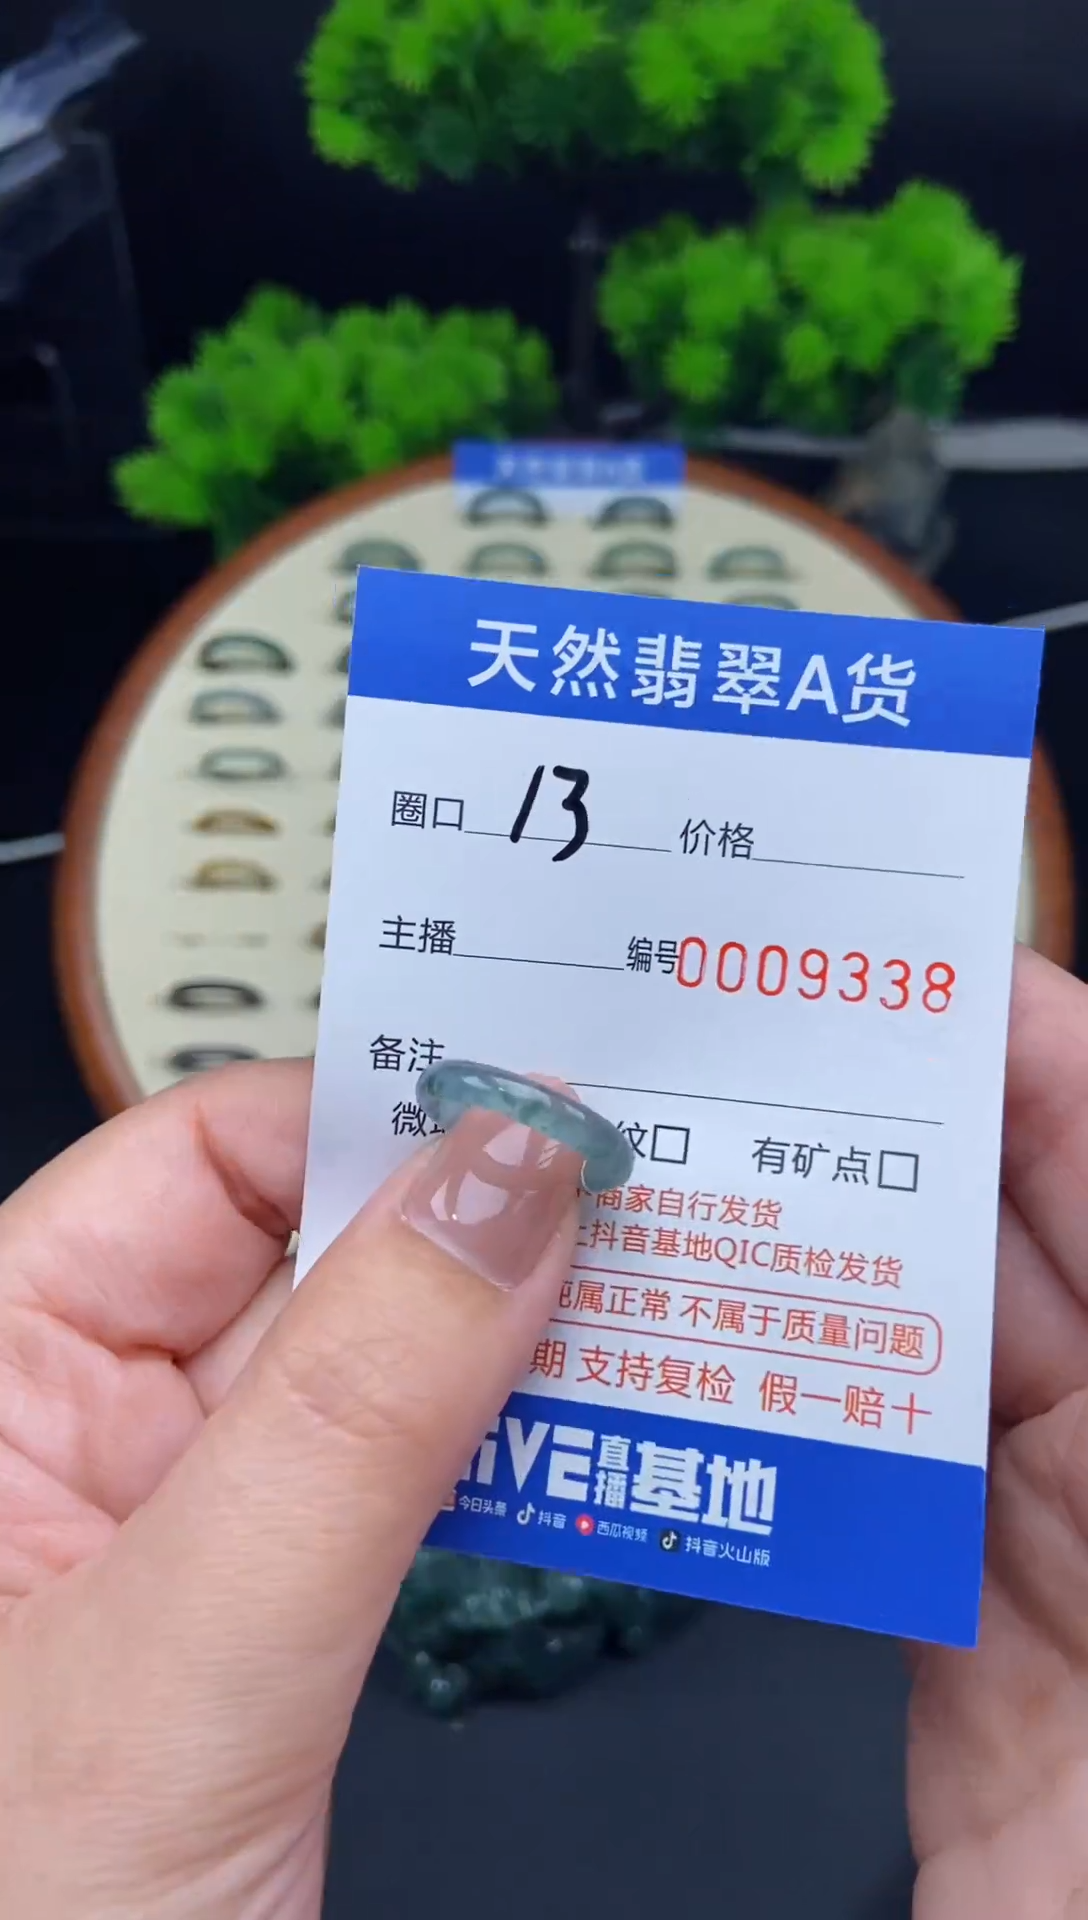 天然翡翠A货
圈口 13 价格
主播 编号0009338
备注
微 纹□ 有矿点□
商家自行发货
抖音基地QIC质检发货
属正常 不属于质量问题
期 支持复检 假一赔十
iVE直播基地
今日头条 抖音 西瓜视频 抖音火山版